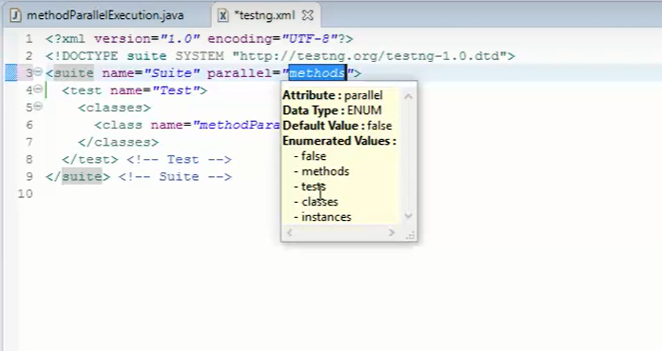 methodParallelExecution.java
*testng.xml
1 <?xml version="1.0" encoding="UTF-8"?>
2 <!DOCTYPE suite SYSTEM "http://testng.org/testng-1.0.dtd">
3 <suite name="Suite" parallel="methods">
4 <test name="Test">
5 <classes>
6 <class name="methodPara
7 </classes>
8 </test> <!-- Test -->
9 </suite> <!-- Suite -->
10
Attribute : parallel
Data Type : ENUM
Default Value : false
Enumerated Values :
- false
- methods
- tests
- classes
- instances